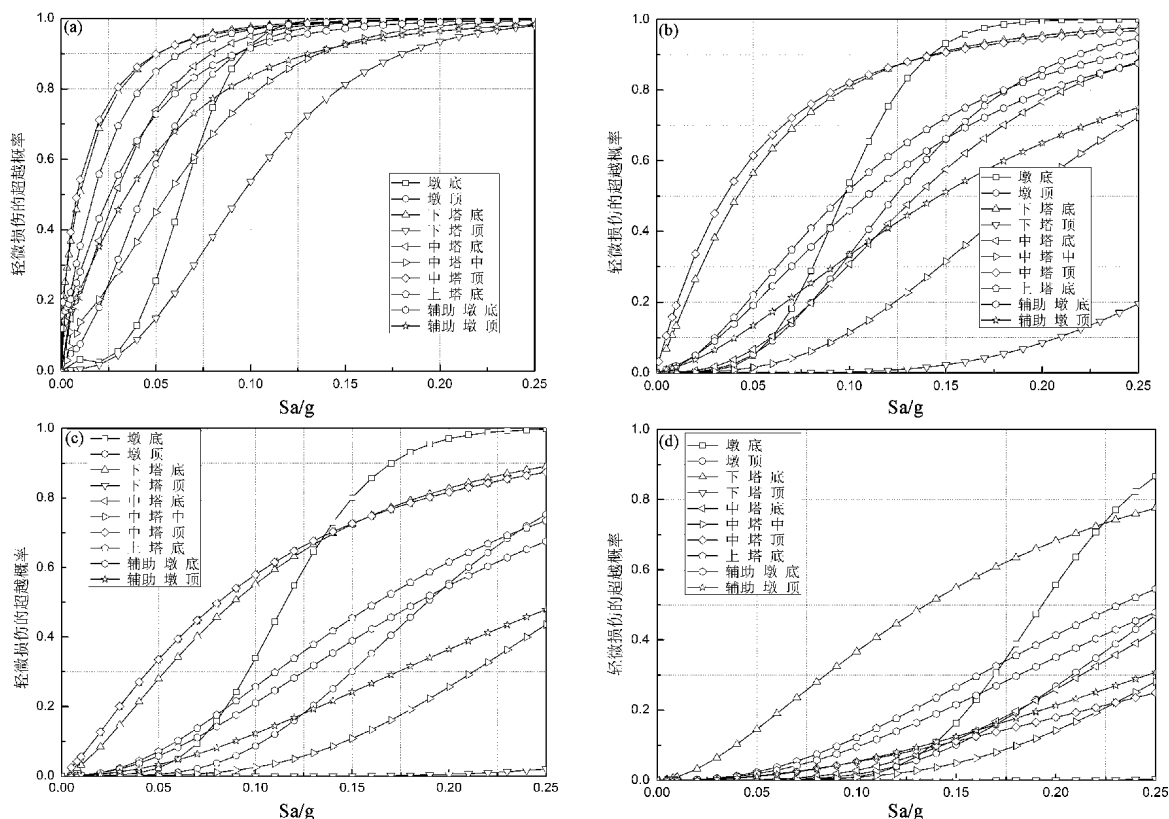 (a)
1.0
0.8
0.6
0.4
0.2
0.0
轻微损伤的超越概率
墩 底
墩 顶
下 塔 底
下 塔 顶
中 塔 底
中 塔 中
中 塔 顶
上 塔 底
辅助 墩 底
辅助 墩 顶
0.00 0.05 0.10 0.15 0.20 0.25
Sa/g
(b)
1.0
0.8
0.6
0.4
0.2
0.0
轻微损伤的超越概率
墩 底
墩 顶
下 塔 底
下 塔 顶
中 塔 底
中 塔 中
中 塔 顶
上 塔 底
辅助 墩 底
辅助 墩 顶
0.00 0.05 0.10 0.15 0.20 0.25
Sa/g
(c)
1.0
0.8
0.6
0.4
0.2
0.0
轻微损伤的超越概率
墩 底
墩 顶
下 塔 底
下 塔 顶
中 塔 底
中 塔 中
中 塔 顶
上 塔 底
辅助 墩 底
辅助 墩 顶
0.00 0.05 0.10 0.15 0.20 0.25
Sa/g
(d)
0.8
0.6
0.4
0.2
0.0
轻微损伤的超越概率
墩 底
墩 顶
下 塔 底
下 塔 顶
中 塔 底
中 塔 中
中 塔 顶
上 塔 底
辅助 墩 底
辅助 墩 顶
0.00 0.05 0.10 0.15 0.20 0.25
Sa/g